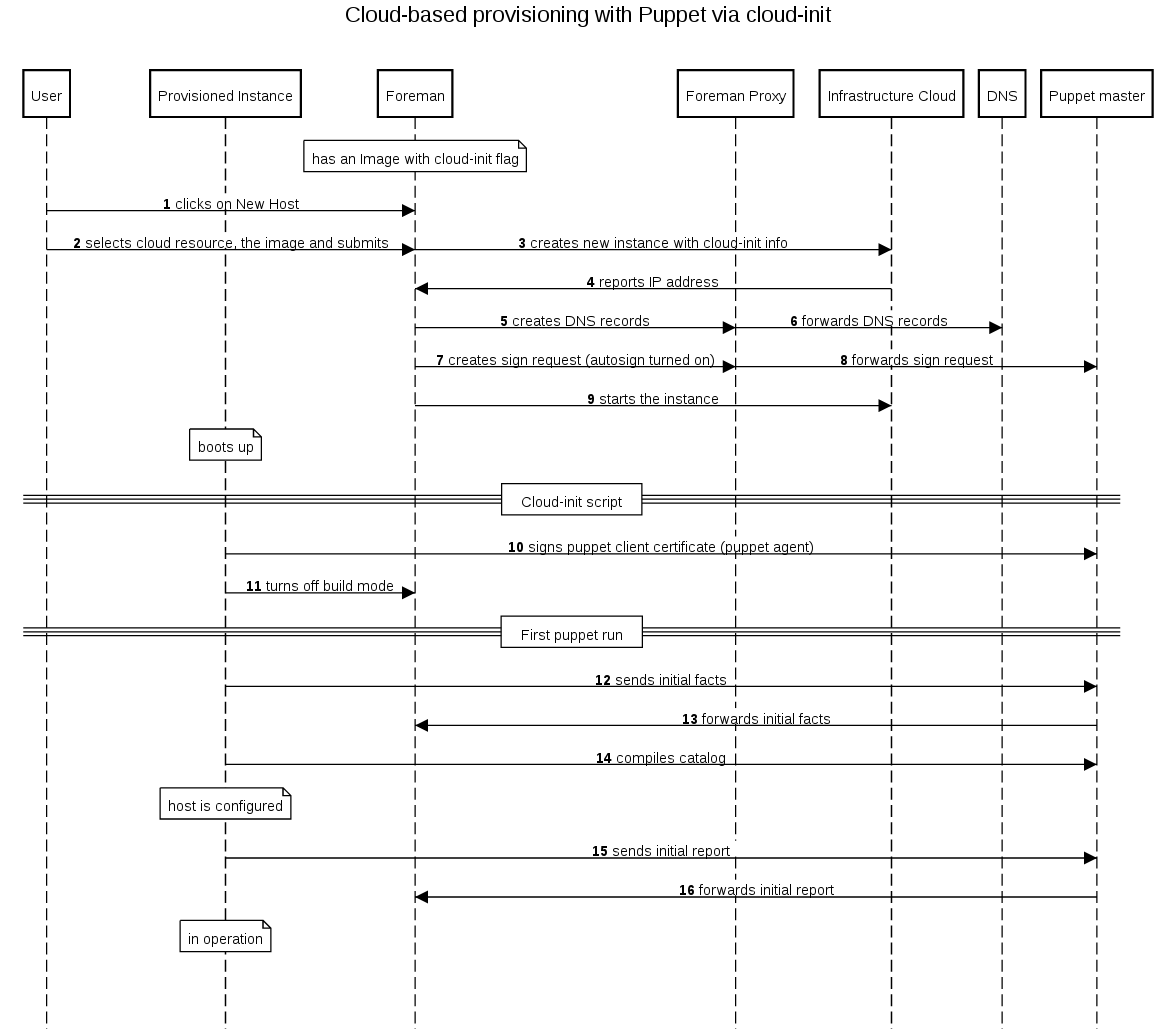 Cloud-based provisioning with Puppet via cloud-init
User
Provisioned Instance
Foreman
Foreman Proxy
Infrastructure Cloud
DNS
Puppet master
has an Image with cloud-init flag
1 clicks on New Host
2 selects cloud resource, the image and submits
3 creates new instance with cloud-init info
4 reports IP address
5 creates DNS records
6 forwards DNS records
7 creates sign request (autosign turned on)
8 forwards sign request
9 starts the instance
boots up
Cloud-init script
10 signs puppet client certificate (puppet agent)
11 turns off build mode
First puppet run
12 sends initial facts
13 forwards initial facts
14 compiles catalog
host is configured
15 sends initial report
16 forwards initial report
in operation